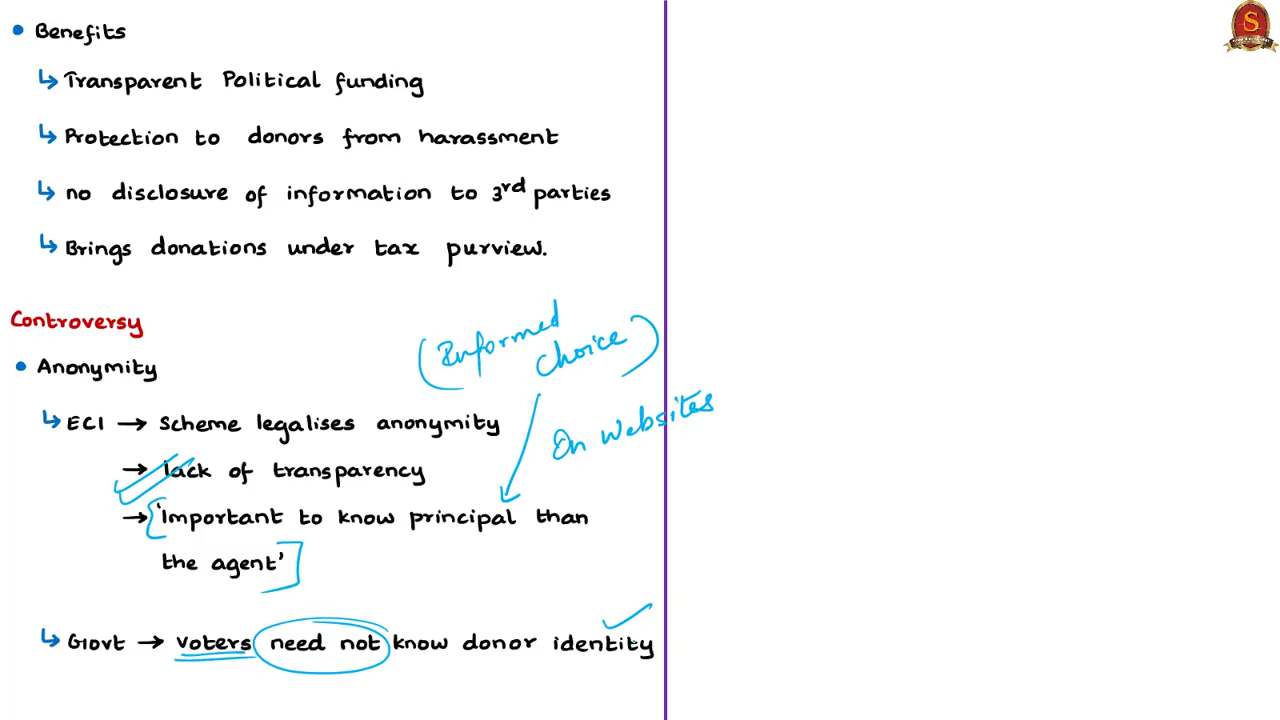 Benefits
Transparent Political funding
Protection to donors from harassment
no disclosure of information to 3rd parties
Brings donations under tax purview.
Controversy
(Informed choice)
Anonymity
On websites
ECI → Scheme legalises anonymity
→ lack of transparency
→ 'Important to know principal than
the agent'
Govt → voters need not know donor identity
S